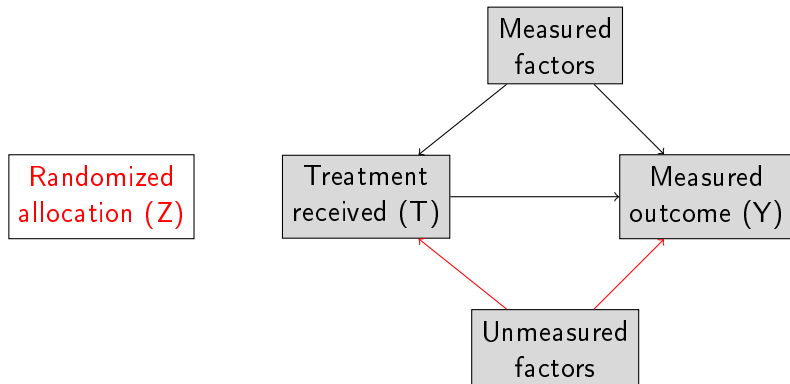 Measured
factors
Randomized
allocation (Z)
Treatment
received (T)
Measured
outcome (Y)
Unmeasured
factors